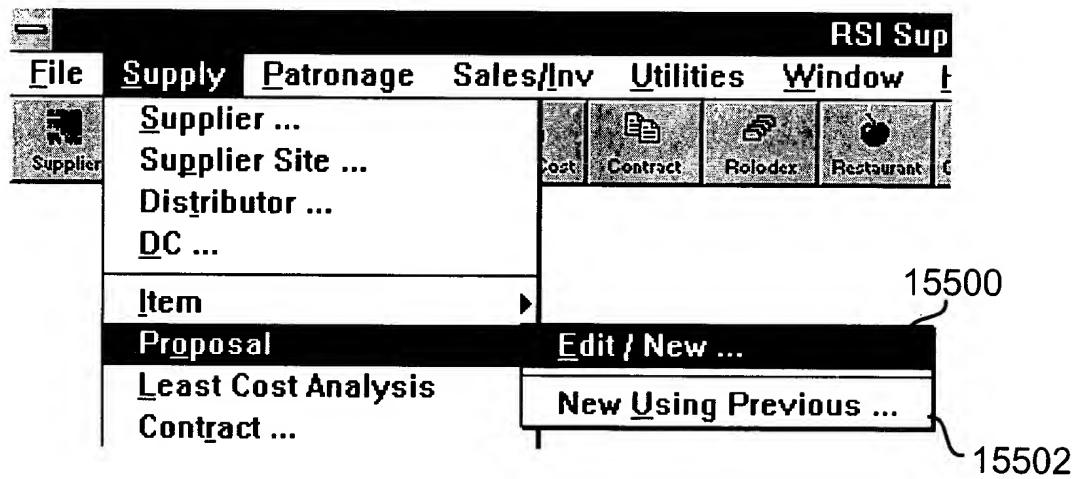 RSI Sup
File Supply Patronage Sales/Inv Utilities Window H
Supplier Cost Contract Rolodex Restaurant
Supplier ...
Supplier Site ...
Distributor ...
DC ...
Item
Proposal
Least Cost Analysis
Contract ...
Edit / New ...
New Using Previous ...
15500
15502